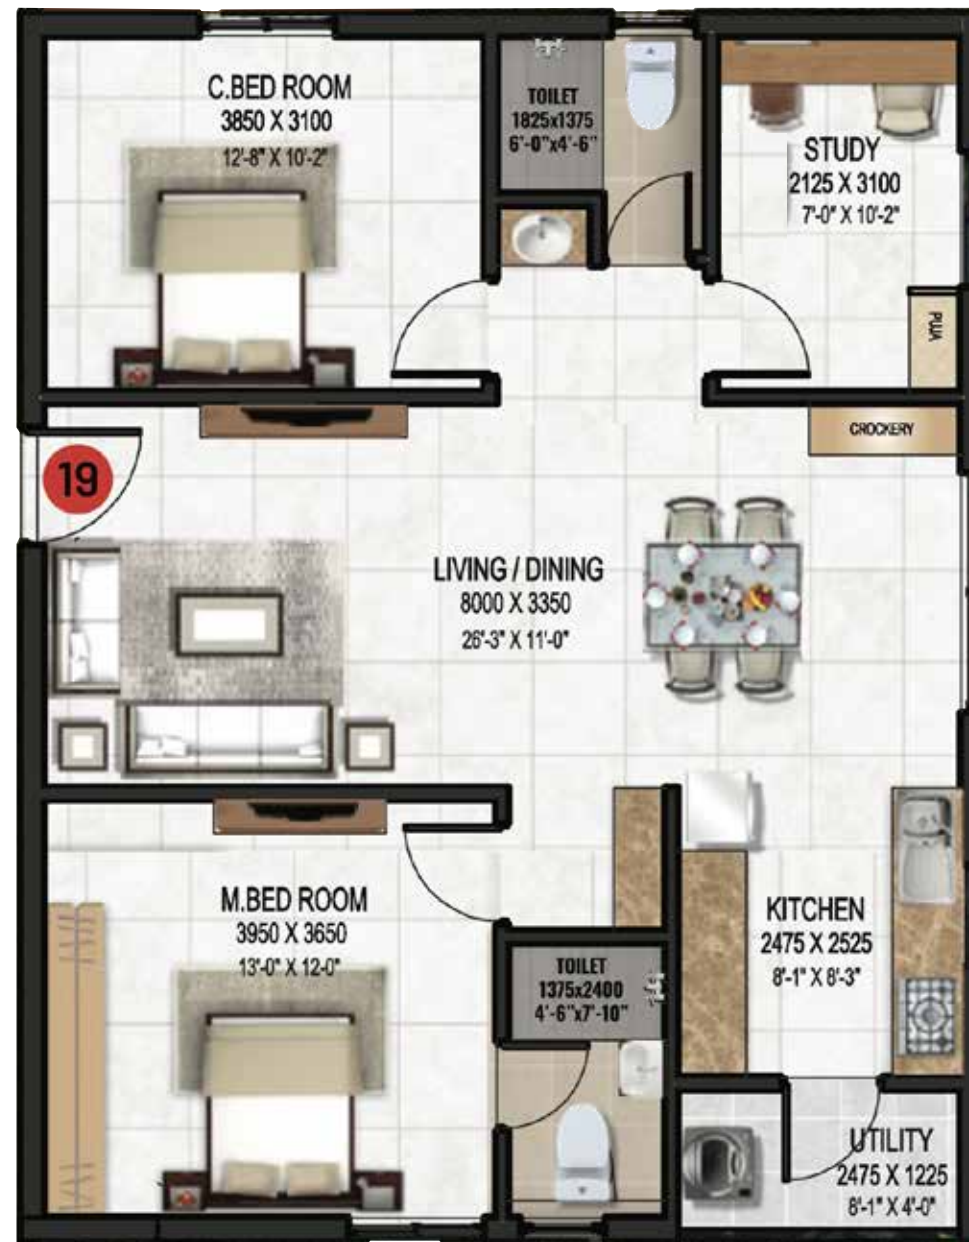 C.BED ROOM
3850 X 3100
12'-8" X 10'-2"
TOILET
1825x1375
6'-0"x4'-6"
STUDY
2125 X 3100
7'-0" X 10'-2"
PUJA
CROCKERY
19
LIVING / DINING
8000 X 3350
26'-3" X 11'-0"
M.BED ROOM
3950 X 3650
13'-0" X 12'-0"
TOILET
1375x2400
4'-6"x7'-10"
KITCHEN
2475 X 2525
8'-1" X 8'-3"
UTILITY
2475 X 1225
8'-1" X 4'-0"